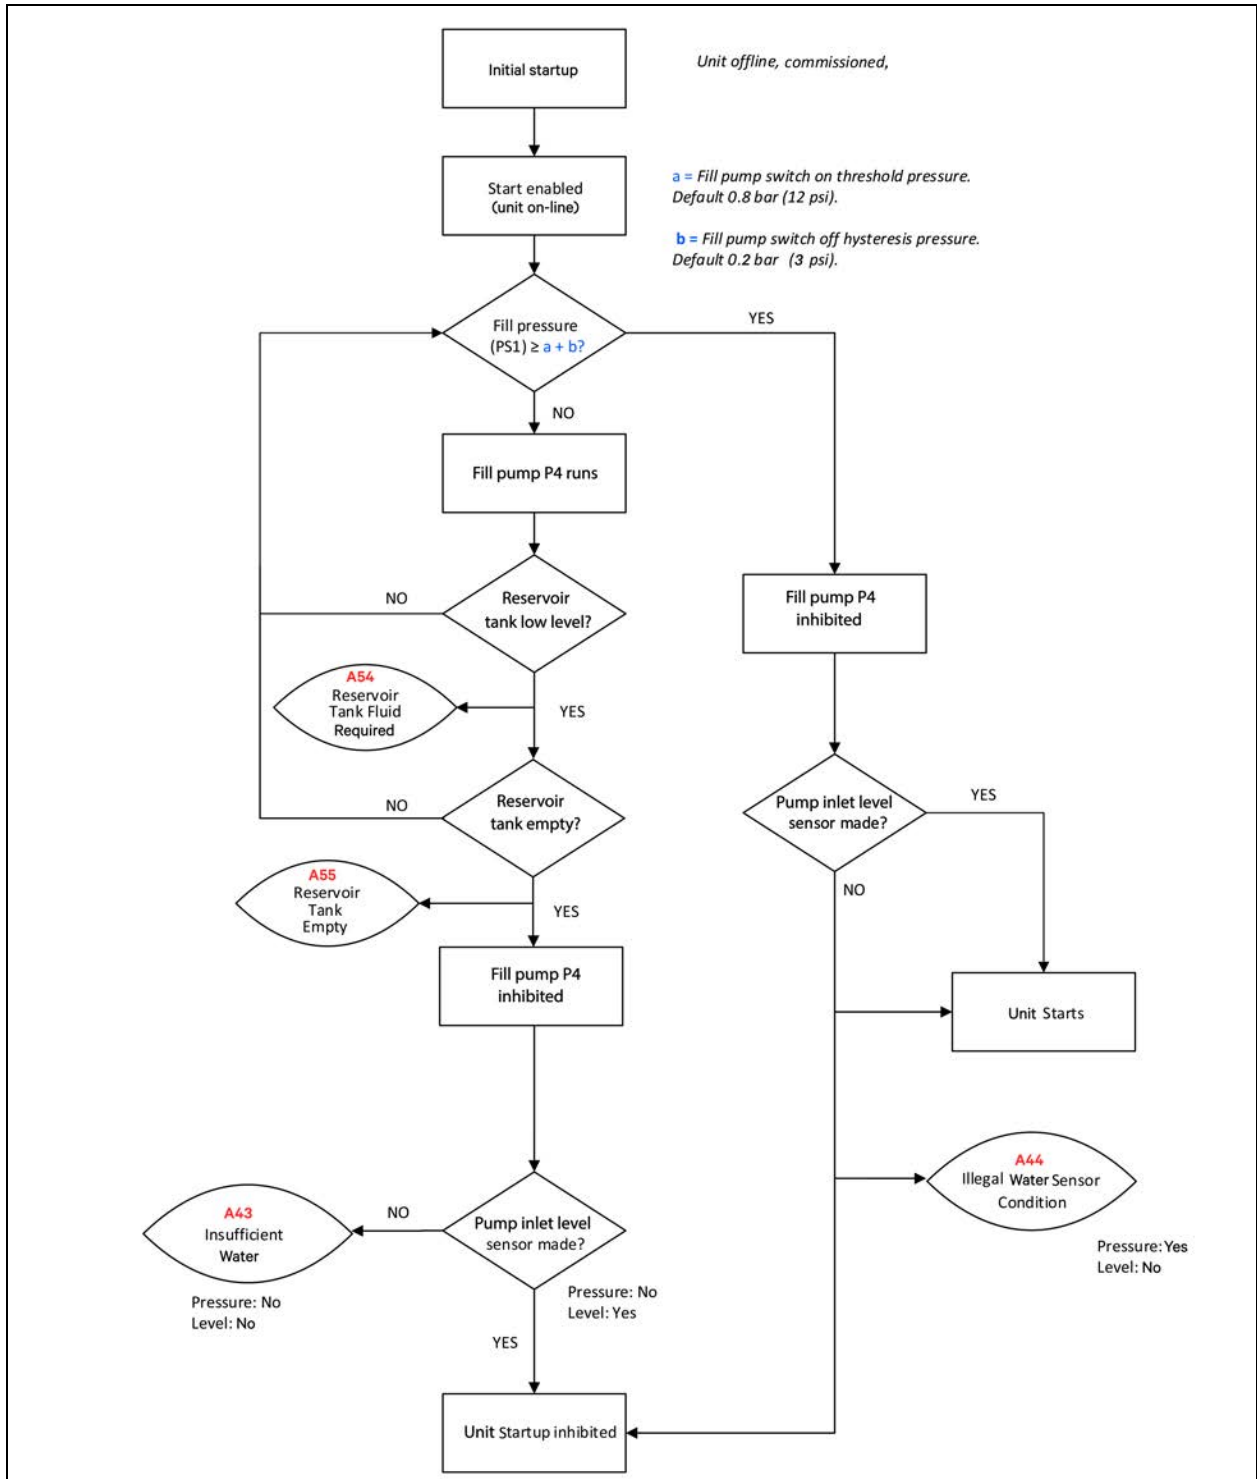 Initial startup
Unit offline, commissioned,
Start enabled
(unit on-line)
a = Fill pump switch on threshold pressure.
Default 0.8 bar (12 psi).
b = Fill pump switch off hysteresis pressure.
Default 0.2 bar (3 psi).
Fill pressure
(PS1) ≥ a + b?
YES
NO
Fill pump P4 runs
Reservoir
tank low level?
NO
Fill pump P4
inhibited
A54
Reservoir
Tank Fluid
Required
YES
Reservoir
tank empty?
NO
Pump inlet level
sensor made?
YES
NO
A55
Reservoir
Tank
Empty
YES
Fill pump P4
inhibited
Unit Starts
A44
Illegal Water Sensor
Condition
Pressure: Yes
Level: No
Pump inlet level
sensor made?
NO
A43
Insufficient
Water
Pressure: No
Level: No
Pressure: No
Level: Yes
YES
Unit Startup inhibited